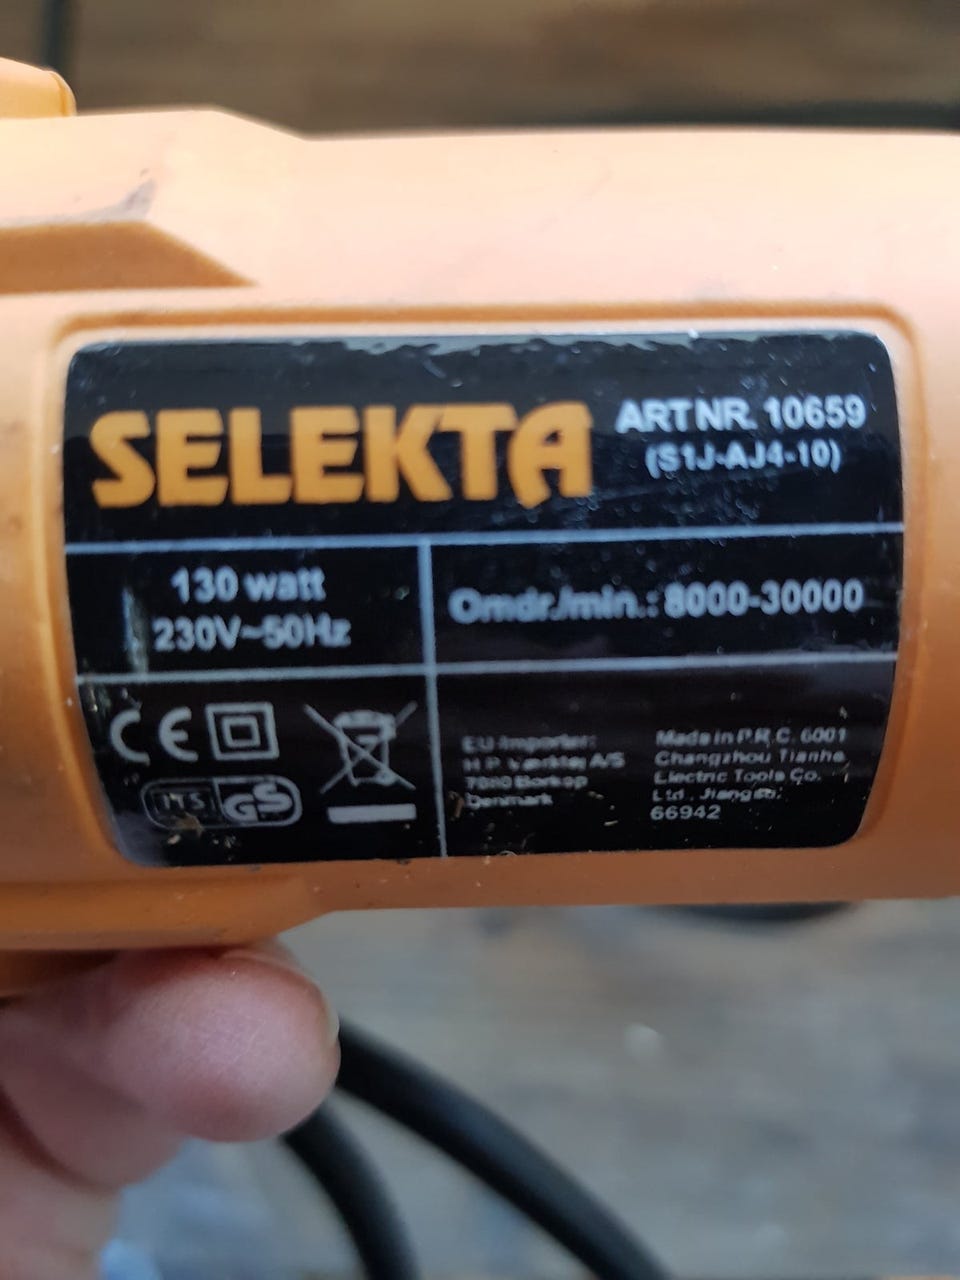 SELEKTA
ART NR. 10659
(S1J-AJ4-10)
130 watt
230V~50Hz
Omdr./min.: 8000-30000
CE
ITS GS
EU Importer:
H.P. Værktøj A/S
7080 Børkop
Denmark
Made in P.R.C. 6001
Changzhou Tianhe
Electric Tools Co.
Ltd. Jiangsu.
66942